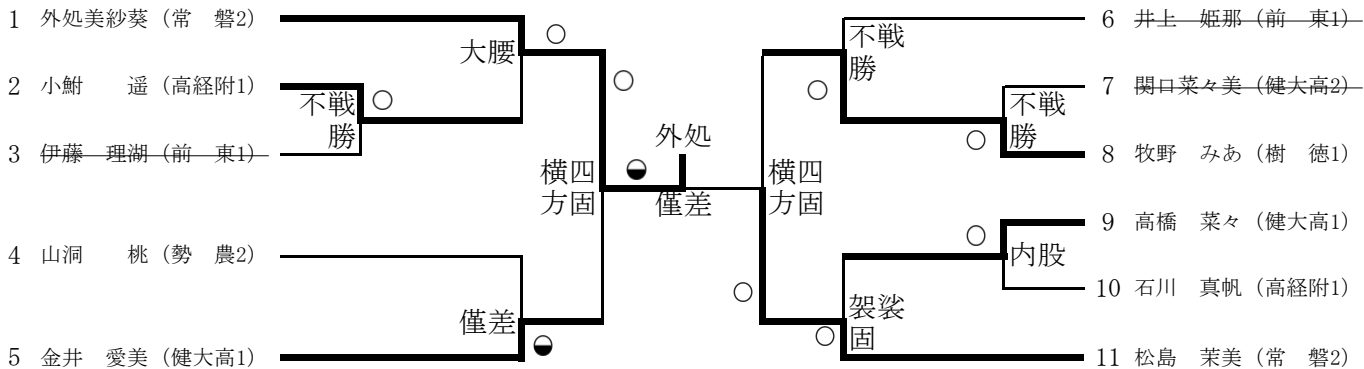 1 外処美紗葵（常　磐2）
大腰
2 小鮒　　遥（高経附1）
不戦
勝
3 伊藤　理湖（前　東1）
横四
方固
4 山洞　　桃（勢　農2）
僅差
5 金井　愛美（健大高1）
外処
僅差
6 井上　姫那（前　東1）
不戦
勝
7 関口菜々美（健大高2）
不戦
勝
8 牧野　みあ（樹　徳1）
横四
方固
9 高橋　菜々（健大高1）
内股
10 石川　真帆（高経附1）
袈裟
固
11 松島　茉美（常　磐2）